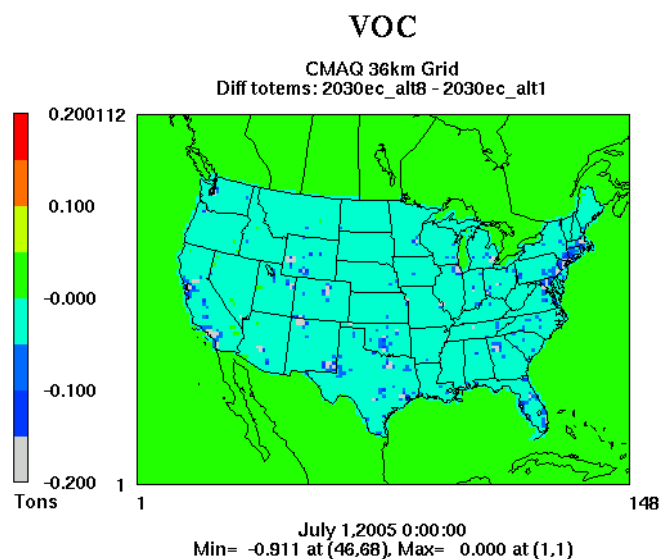 VOC
CMAQ 36km Grid
Diff totems: 2030ec_alt8 - 2030ec_alt1
0.200 112
0.100
-0.000
-0.100
-0.200 1
Tons
1 148
July 1,2005 0:00:00
Min= -0.911 at (46,68), Max= 0.000 at (1,1)